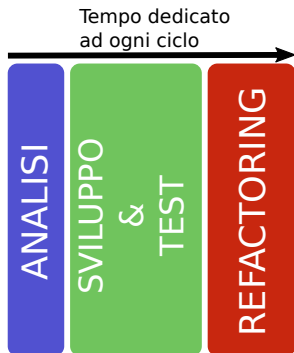 Tempo dedicato
ad ogni ciclo
ANALISI
SVILUPPO
&
TEST
REFACTORING